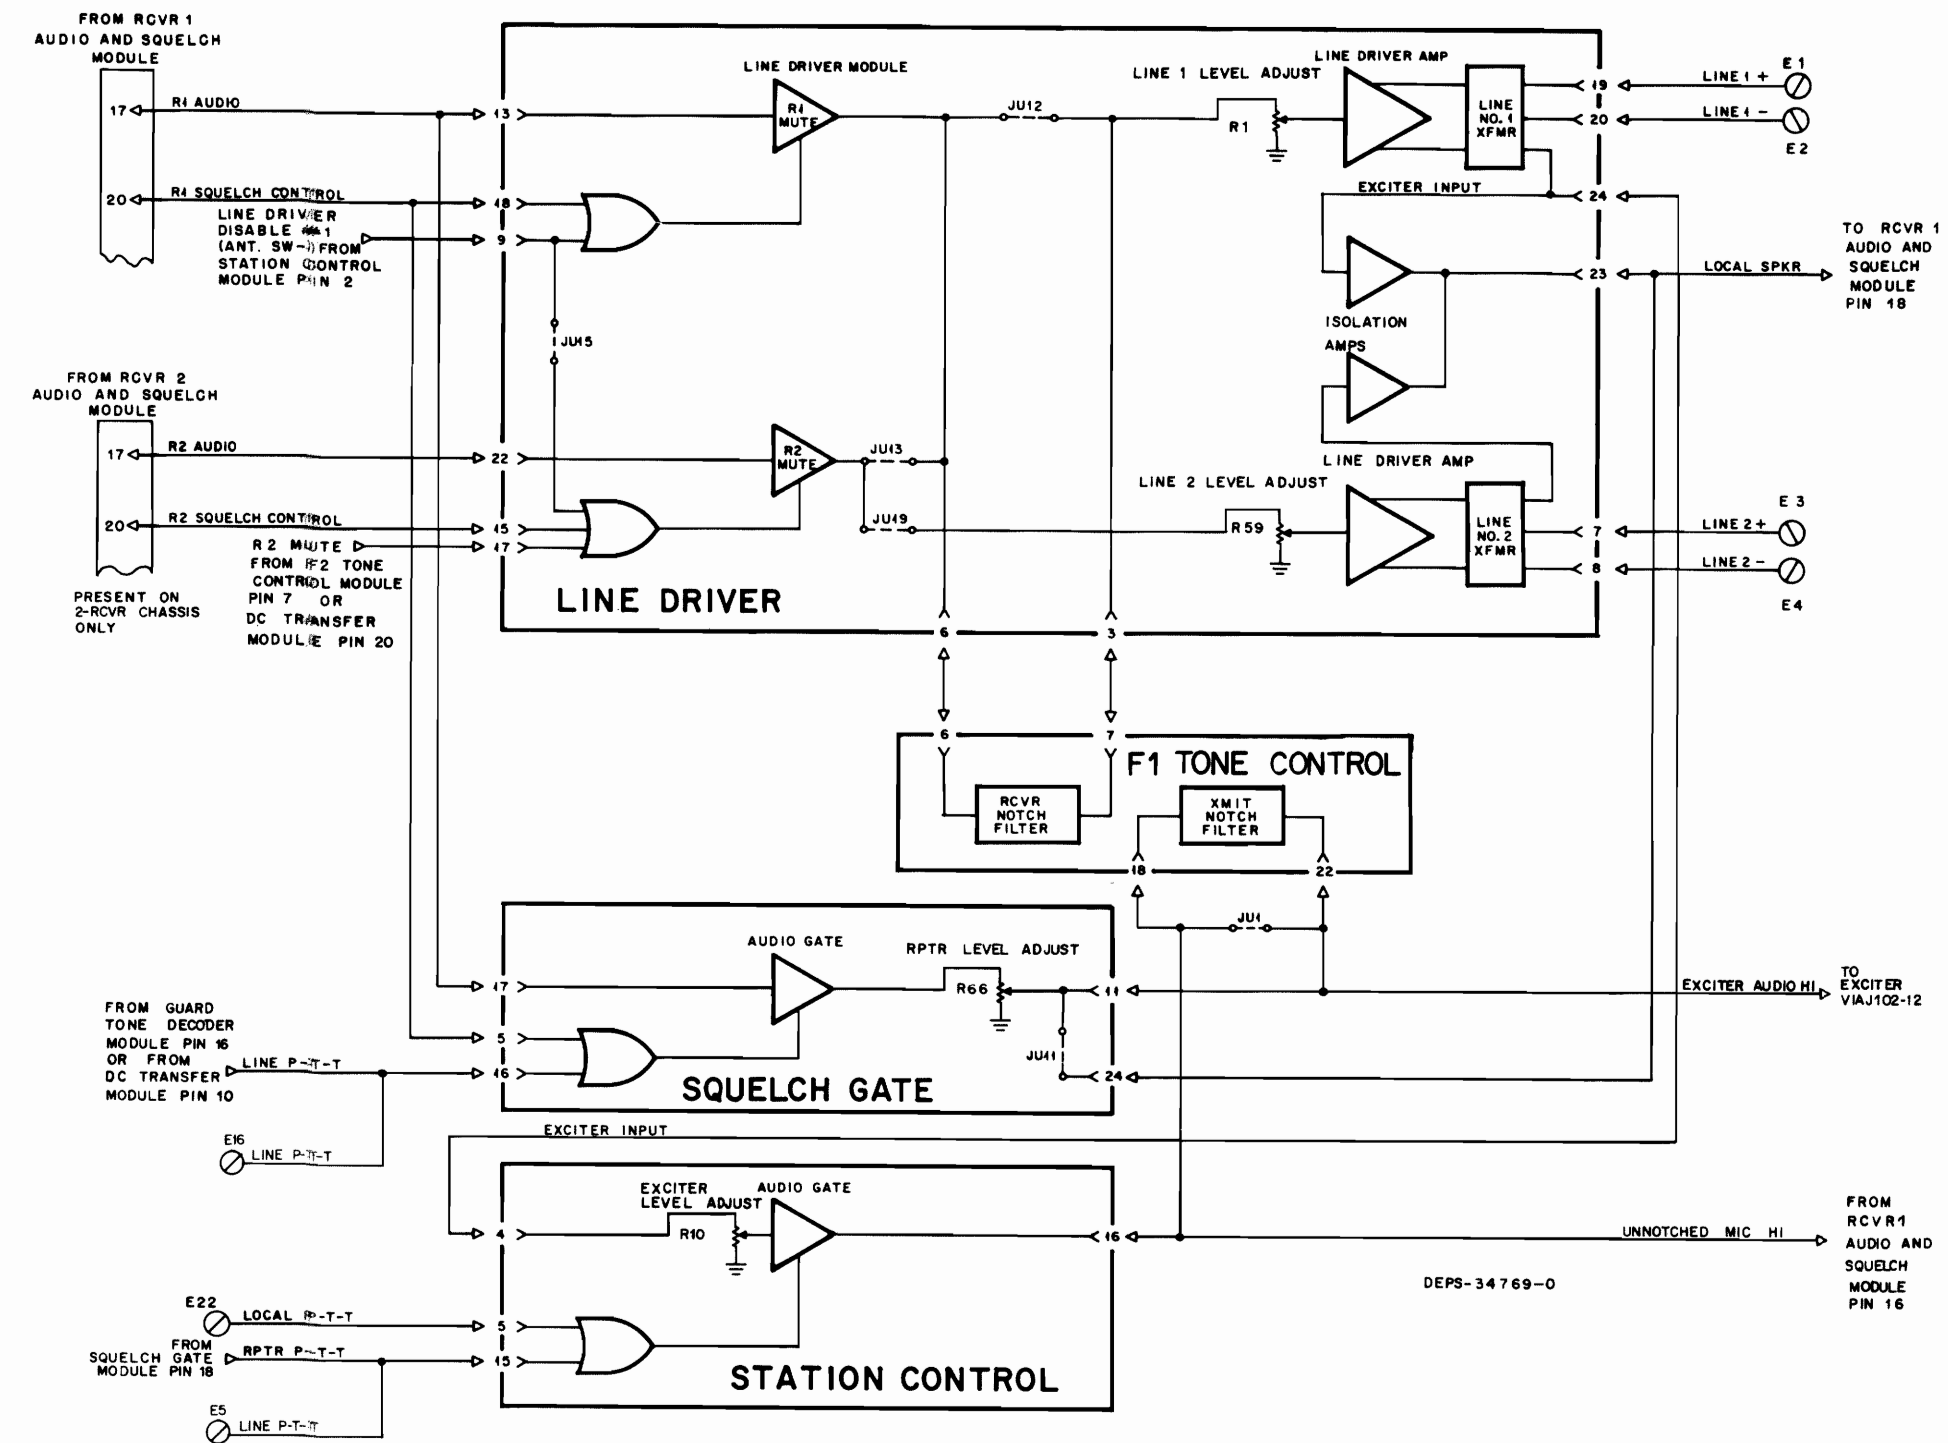 FROM RCVR 1
AUDIO AND SQUELCH
MODULE
17
R1 AUDIO
20
R1 SQUELCH CONTROL
LINE DRIVER
DISABLE #1
(ANT. SW-) FROM
STATION CONTROL
MODULE PIN 2
13
18
9
LINE DRIVER MODULE
R1
MUTE
JU12
LINE 1 LEVEL ADJUST
R1
LINE DRIVER AMP
LINE
NO. 1
XFMR
19
20
LINE 1 +
LINE 1 -
E1
E2
EXCITER INPUT
24
23
LOCAL SPKR
TO RCVR 1
AUDIO AND
SQUELCH
MODULE
PIN 18
ISOLATION
AMPS
JU15
FROM RCVR 2
AUDIO AND SQUELCH
MODULE
17
R2 AUDIO
20
R2 SQUELCH CONTROL
R2 MUTE
FROM F2 TONE
CONTROL MODULE
PIN 7 OR
DC TRANSFER
MODULE PIN 20
PRESENT ON
2-RCVR CHASSIS
ONLY
22
15
17
R2
MUTE
JU13
JU19
LINE 2 LEVEL ADJUST
R59
LINE DRIVER AMP
LINE
NO. 2
XFMR
7
8
LINE 2 +
LINE 2 -
E3
E4
LINE DRIVER
6
3
6
7
F1 TONE CONTROL
RCVR
NOTCH
FILTER
XMIT
NOTCH
FILTER
18
22
JU1
AUDIO GATE
RPTR LEVEL ADJUST
R66
17
11
EXCITER AUDIO HI
TO
EXCITER
VIA J102-12
FROM GUARD
TONE DECODER
MODULE PIN 16
OR FROM
DC TRANSFER
MODULE PIN 10
LINE P-T-T
5
16
JU11
24
SQUELCH GATE
E16
LINE P-T-T
EXCITER INPUT
EXCITER
LEVEL ADJUST
AUDIO GATE
4
R10
16
UNNOTCHED MIC HI
FROM
RCVR1
AUDIO AND
SQUELCH
MODULE
PIN 16
DEPS-34769-0
E22
LOCAL P-T-T
FROM
SQUELCH GATE
MODULE PIN 18
RPTR P-T-T
5
15
STATION CONTROL
E5
LINE P-T-T